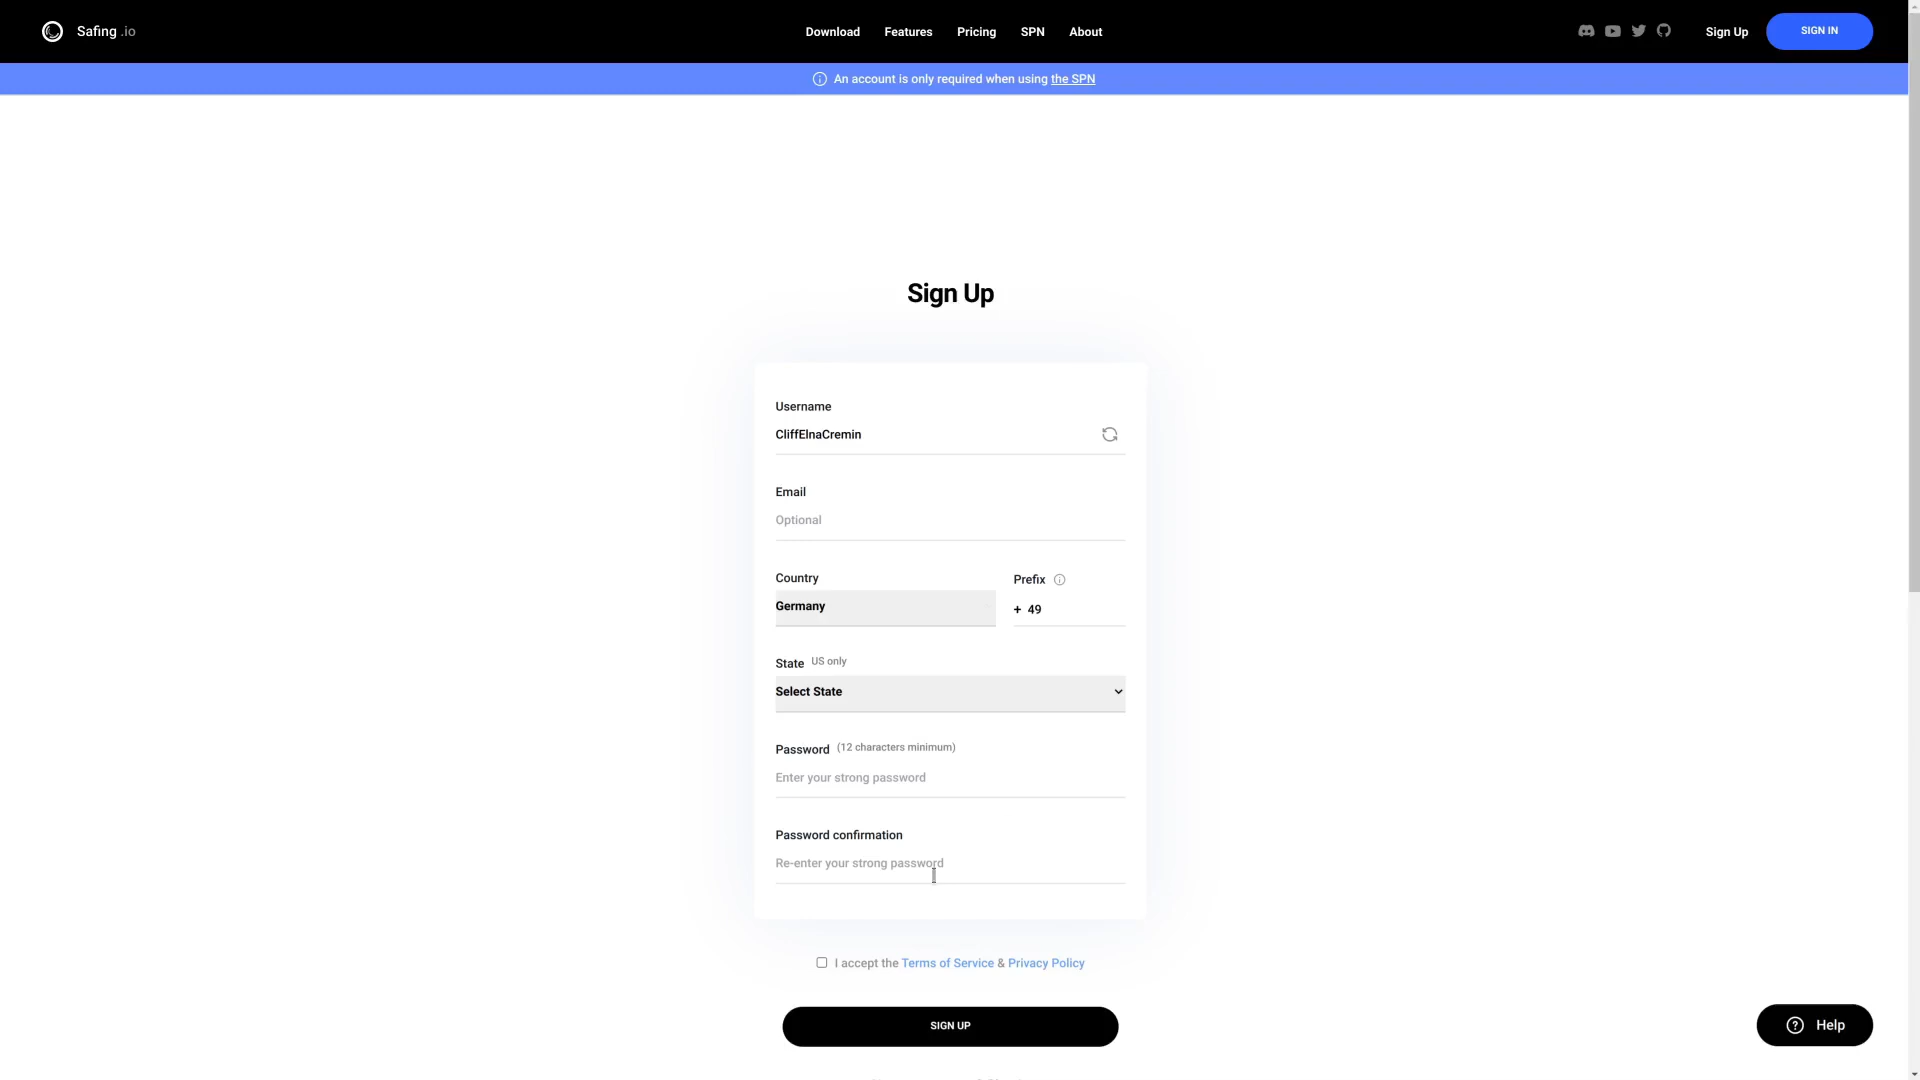 Safing .io
Download Features Pricing SPN About
Sign Up
SIGN IN
An account is only required when using the SPN
Sign Up
Username
CliffElnaCremin
Email
Optional
Country
Prefix
Germany
+ 49
State US only
Select State
Password (12 characters minimum)
Enter your strong password
Password confirmation
Re-enter your strong password
I accept the Terms of Service & Privacy Policy
SIGN UP
Help